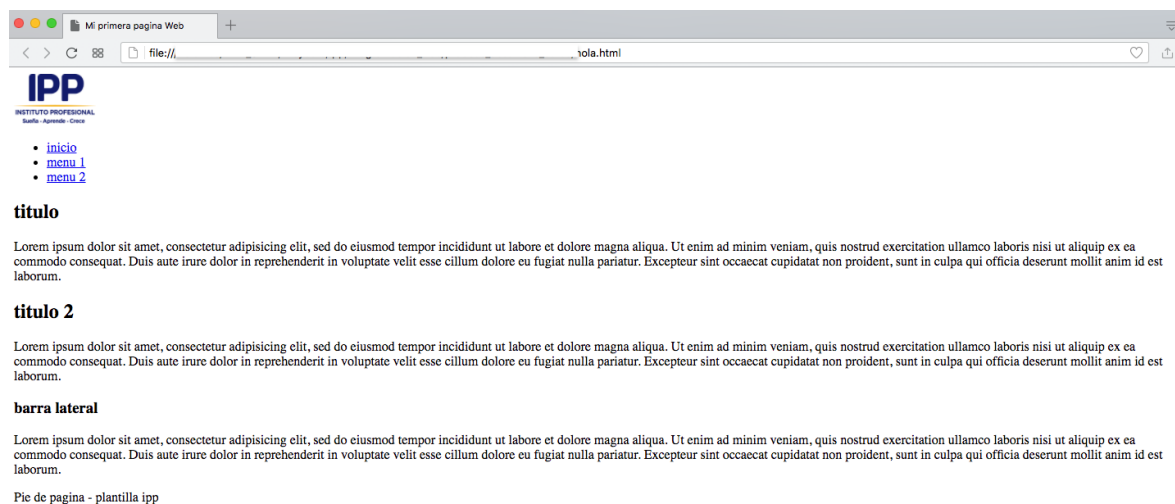 Mi primera pagina Web
file://
hola.html
IPP
INSTITUTO PROFESIONAL
Sueña - Aprende - Crece
inicio
menu 1
menu 2
titulo
Lorem ipsum dolor sit amet, consectetur adipisicing elit, sed do eiusmod tempor incididunt ut labore et dolore magna aliqua. Ut enim ad minim veniam, quis nostrud exercitation ullamco laboris nisi ut aliquip ex ea
commodo consequat. Duis aute irure dolor in reprehenderit in voluptate velit esse cillum dolore eu fugiat nulla pariatur. Excepteur sint occaecat cupidatat non proident, sunt in culpa qui officia deserunt mollit anim id est
laborum.
titulo 2
Lorem ipsum dolor sit amet, consectetur adipisicing elit, sed do eiusmod tempor incididunt ut labore et dolore magna aliqua. Ut enim ad minim veniam, quis nostrud exercitation ullamco laboris nisi ut aliquip ex ea
commodo consequat. Duis aute irure dolor in reprehenderit in voluptate velit esse cillum dolore eu fugiat nulla pariatur. Excepteur sint occaecat cupidatat non proident, sunt in culpa qui officia deserunt mollit anim id est
laborum.
barra lateral
Lorem ipsum dolor sit amet, consectetur adipisicing elit, sed do eiusmod tempor incididunt ut labore et dolore magna aliqua. Ut enim ad minim veniam, quis nostrud exercitation ullamco laboris nisi ut aliquip ex ea
commodo consequat. Duis aute irure dolor in reprehenderit in voluptate velit esse cillum dolore eu fugiat nulla pariatur. Excepteur sint occaecat cupidatat non proident, sunt in culpa qui officia deserunt mollit anim id est
laborum.
Pie de pagina - plantilla ipp